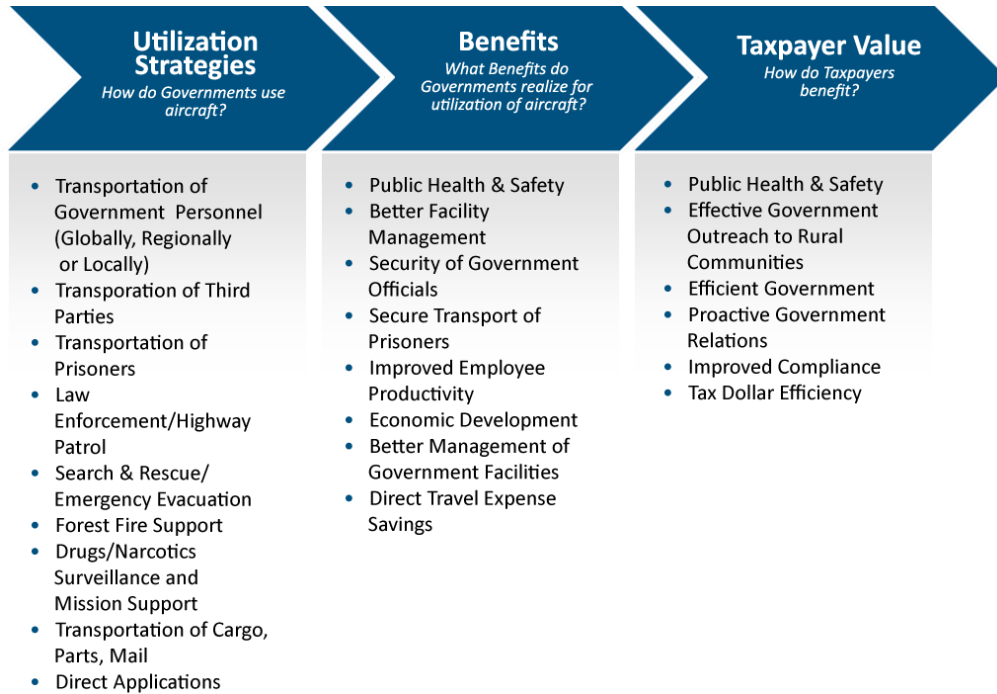 Utilization
Strategies
How do Governments use
aircraft?
Benefits
What Benefits do
Governments realize for
utilization of aircraft?
Taxpayer Value
How do Taxpayers
benefit?
• Transportation of
Government Personnel
(Globally, Regionally
or Locally)
• Transporation of Third
Parties
• Transportation of
Prisoners
• Law
Enforcement/Highway
Patrol
• Search & Rescue/
Emergency Evacuation
• Forest Fire Support
• Drugs/Narcotics
Surveillance and
Mission Support
• Transportation of Cargo,
Parts, Mail
• Direct Applications
• Public Health & Safety
• Better Facility
Management
• Security of Government
Officials
• Secure Transport of
Prisoners
• Improved Employee
Productivity
• Economic Development
• Better Management of
Government Facilities
• Direct Travel Expense
Savings
• Public Health & Safety
• Effective Government
Outreach to Rural
Communities
• Efficient Government
• Proactive Government
Relations
• Improved Compliance
• Tax Dollar Efficiency